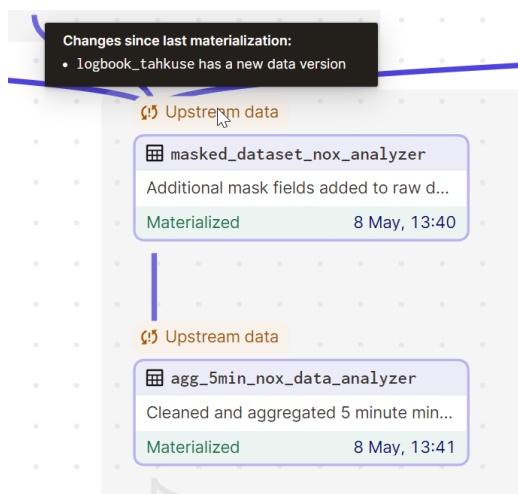 Changes since last materialization:
• logbook_tahkuse has a new data version
Upstream data
masked_dataset_nox_analyzer
Additional mask fields added to raw d...
Materialized 8 May, 13:40
Upstream data
agg_5min_nox_data_analyzer
Cleaned and aggregated 5 minute min...
Materialized 8 May, 13:41